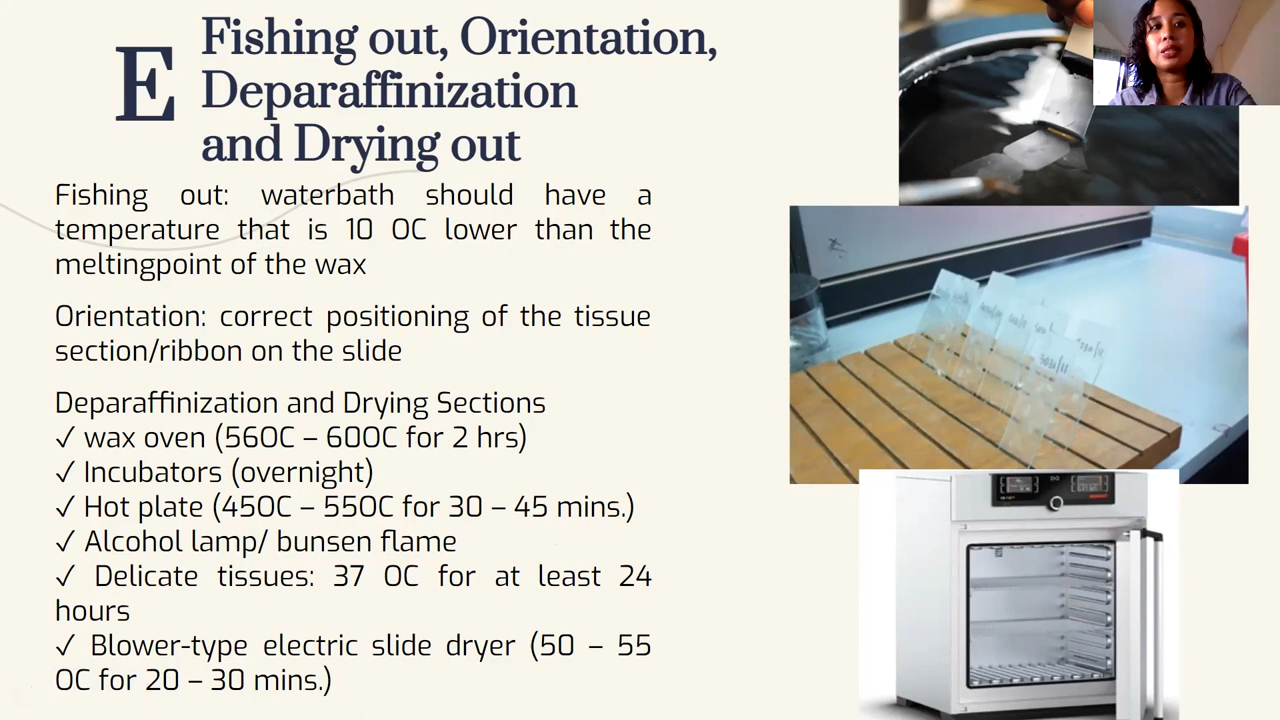 E
Fishing out, Orientation,
Deparaffinization
and Drying out
Fishing out: waterbath should have a
temperature that is 10 OC lower than the
meltingpoint of the wax
Orientation: correct positioning of the tissue
section/ribbon on the slide
Deparaffinization and Drying Sections
✓ wax oven (56OC – 60OC for 2 hrs)
✓ Incubators (overnight)
✓ Hot plate (45OC – 55OC for 30 – 45 mins.)
✓ Alcohol lamp/ bunsen flame
✓ Delicate tissues: 37 OC for at least 24
hours
✓ Blower-type electric slide dryer (50 – 55
OC for 20 – 30 mins.)